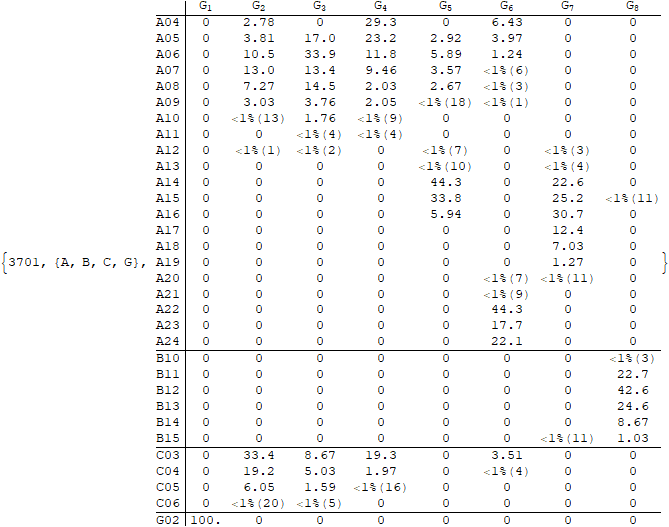 G1 G2 G3 G4 G5 G6 G7 G8
A04 0 2.78 0 29.3 0 6.43 0 0
A05 0 3.81 17.0 23.2 2.92 3.97 0 0
A06 0 10.5 33.9 11.8 5.89 1.24 0 0
A07 0 13.0 13.4 9.46 3.57 <1%(6) 0 0
A08 0 7.27 14.5 2.03 2.67 <1%(3) 0 0
A09 0 3.03 3.76 2.05 <1%(18) <1%(1) 0 0
A10 0 <1%(13) 1.76 <1%(9) 0 0 0 0
A11 0 0 <1%(4) <1%(4) 0 0 0 0
A12 0 <1%(1) <1%(2) 0 <1%(7) 0 <1%(3) 0
A13 0 0 0 0 <1%(10) 0 <1%(4) 0
A14 0 0 0 0 44.3 0 22.6 0
A15 0 0 0 0 33.8 0 25.2 <1%(11)
A16 0 0 0 0 5.94 0 30.7 0
A17 0 0 0 0 0 0 12.4 0
A18 0 0 0 0 0 0 7.03 0
{3701, {A, B, C, G}, A19 0 0 0 0 0 0 1.27 0 }
A20 0 0 0 0 0 <1%(7) <1%(11) 0
A21 0 0 0 0 0 <1%(9) 0 0
A22 0 0 0 0 0 44.3 0 0
A23 0 0 0 0 0 17.7 0 0
A24 0 0 0 0 0 22.1 0 0
B10 0 0 0 0 0 0 0 <1%(3)
B11 0 0 0 0 0 0 0 22.7
B12 0 0 0 0 0 0 0 42.6
B13 0 0 0 0 0 0 0 24.6
B14 0 0 0 0 0 0 0 8.67
B15 0 0 0 0 0 0 <1%(11) 1.03
C03 0 33.4 8.67 19.3 0 3.51 0 0
C04 0 19.2 5.03 1.97 0 <1%(4) 0 0
C05 0 6.05 1.59 <1%(16) 0 0 0 0
C06 0 <1%(20) <1%(5) 0 0 0 0 0
G02 100. 0 0 0 0 0 0 0